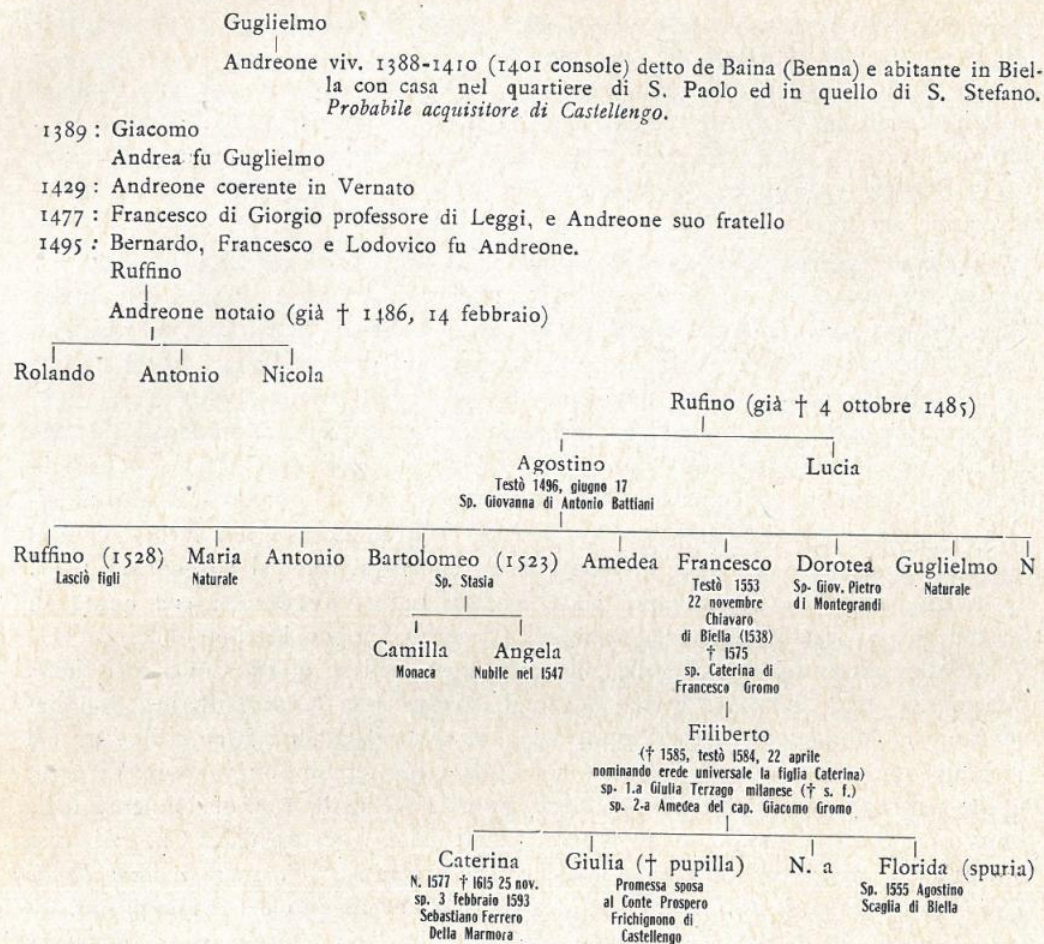 Guglielmo
Andreone viv. 1388-1410 (1401 console) detto de Baina (Benna) e abitante in Biel-
la con casa nel quartiere di S. Paolo ed in quello di S. Stefano.
Probabile acquisitore di Castellengo.
1389 : Giacomo
Andrea fu Guglielmo
1429 : Andreone coerente in Vernato
1477 : Francesco di Giorgio professore di Leggi, e Andreone suo fratello
1495 : Bernardo, Francesco e Lodovico fu Andreone.
Ruffino
Andreone notaio (già † 1486, 14 febbraio)
Rolando Antonio Nicola
Rufino (già † 4 ottobre 1485)
Agostino
Testò 1496, giugno 17
Sp. Giovanna di Antonio Battiani
Lucia
Ruffino (1528)
Lasciò figli
Maria
Naturale
Antonio
Bartolomeo (1523)
Sp. Stasia
Amedea
Francesco
Testò 1553
22 novembre
Chiavaro
di Biella (1538)
† 1575
sp. Caterina di
Francesco Gromo
Dorotea
Sp. Giov. Pietro
di Montegrandi
Guglielmo
Naturale
N
Camilla
Monaca
Angela
Nubile nel 1547
Filiberto
(† 1585, testò 1584, 22 aprile
nominando erede universale la figlia Caterina)
sp. 1.a Giulia Terzago milanese († s. f.)
sp. 2.a Amedea del cap. Giacomo Gromo
Caterina
N. 1577 † 1615 25 nov.
sp. 3 febbraio 1593
Sebastiano Ferrero
Della Marmora
Giulia († pupilla)
Promessa sposa
al Conte Prospero
Frichignono di
Castellengo
N. a
Florida (spuria)
Sp. 1555 Agostino
Scaglia di Biella